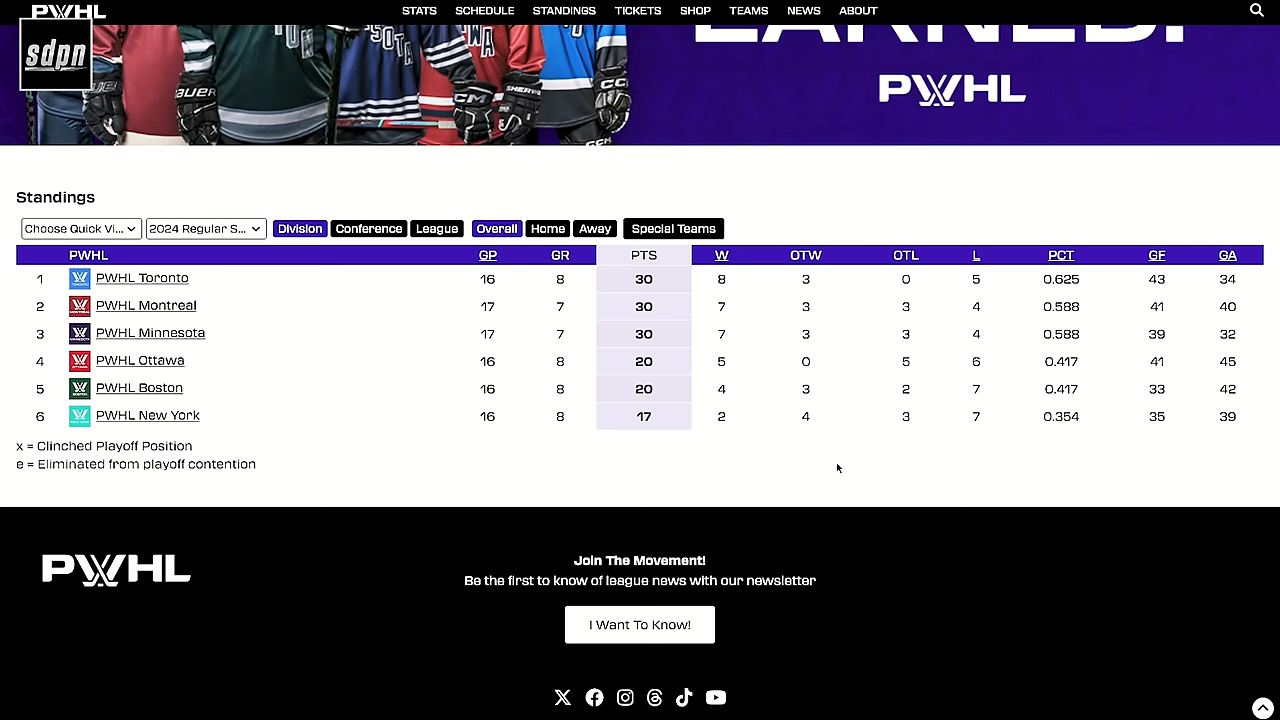 PWHL STATS SCHEDULE STANDINGS TICKETS SHOP TEAMS NEWS ABOUT
sdpn
EARNED.
PWHL
Standings
Choose Quick Vi... 2024 Regular S... Division Conference League Overall Home Away Special Teams
PWHL GP GR PTS W OTW OTL L PCT GF GA
1 PWHL Toronto 16 8 30 8 3 0 5 0.625 43 34
2 PWHL Montreal 17 7 30 7 3 3 4 0.588 41 40
3 PWHL Minnesota 17 7 30 7 3 3 4 0.588 39 32
4 PWHL Ottawa 16 8 20 5 0 5 6 0.417 41 45
5 PWHL Boston 16 8 20 4 3 2 7 0.417 33 42
6 PWHL New York 16 8 17 2 4 3 7 0.354 35 39
x = Clinched Playoff Position
e = Eliminated from playoff contention
PWHL
Join The Movement!
Be the first to know of league news with our newsletter
I Want To Know!